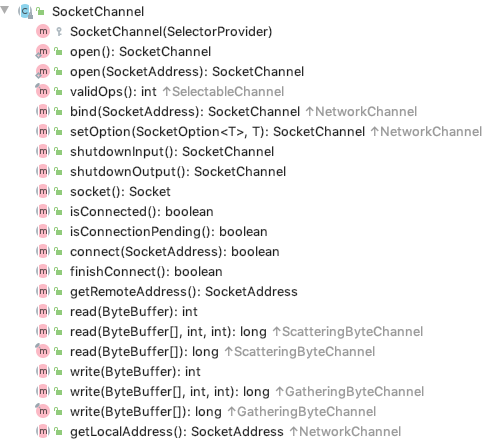 SocketChannel
SocketChannel(SelectorProvider)
open(): SocketChannel
open(SocketAddress): SocketChannel
validOps(): int ↑SelectableChannel
bind(SocketAddress): SocketChannel ↑NetworkChannel
setOption(SocketOption<T>, T): SocketChannel ↑NetworkChannel
shutdownInput(): SocketChannel
shutdownOutput(): SocketChannel
socket(): Socket
isConnected(): boolean
isConnectionPending(): boolean
connect(SocketAddress): boolean
finishConnect(): boolean
getRemoteAddress(): SocketAddress
read(ByteBuffer): int
read(ByteBuffer[], int, int): long ↑ScatteringByteChannel
read(ByteBuffer[]): long ↑ScatteringByteChannel
write(ByteBuffer): int
write(ByteBuffer[], int, int): long ↑GatheringByteChannel
write(ByteBuffer[]): long ↑GatheringByteChannel
getLocalAddress(): SocketAddress ↑NetworkChannel